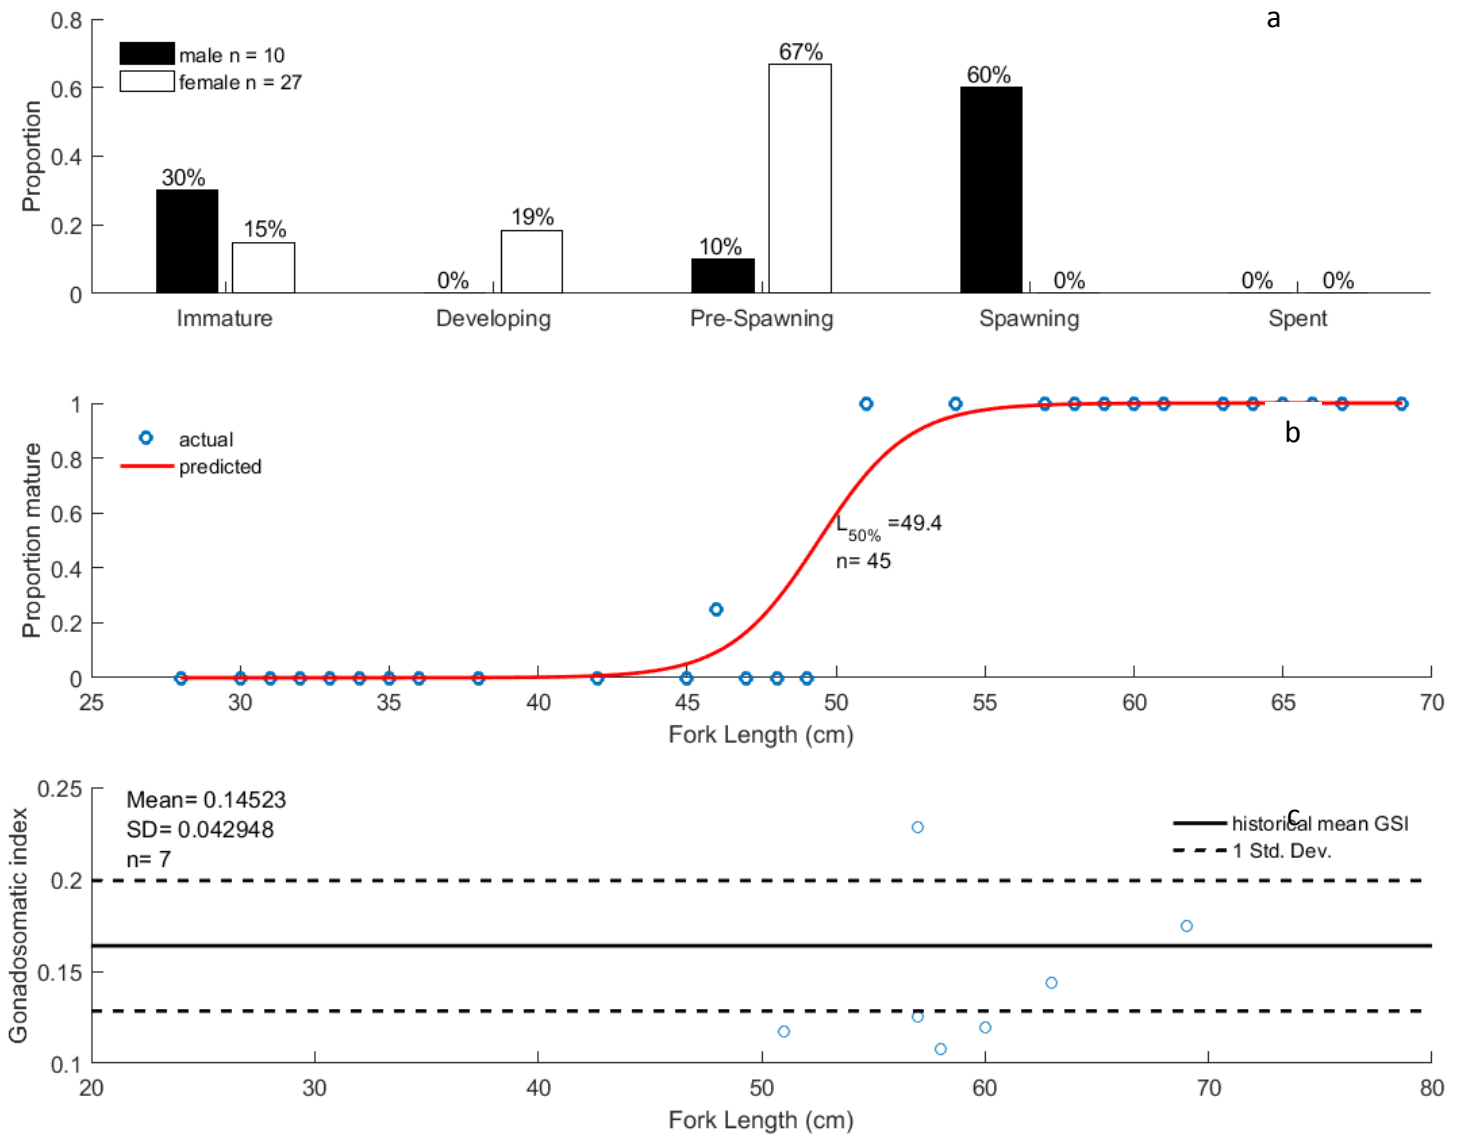 a
0.8
male n = 10
female n = 27
67%
60%
0.6
Proportion
0.4
30%
15%
19%
10%
0.2
0%
0%
0%
0%
0
Immature
Developing
Pre-Spawning
Spawning
Spent
1
actual
predicted
b
0.8
Proportion mature
0.6
L50% =49.4
n= 45
0.4
0.2
0
25
30
35
40
45
50
55
60
65
70
Fork Length (cm)
0.25
Mean= 0.14523
SD= 0.042948
n= 7
c
historical mean GSI
1 Std. Dev.
Gonadosomatic index
0.2
0.15
0.1
20
30
40
50
60
70
80
Fork Length (cm)